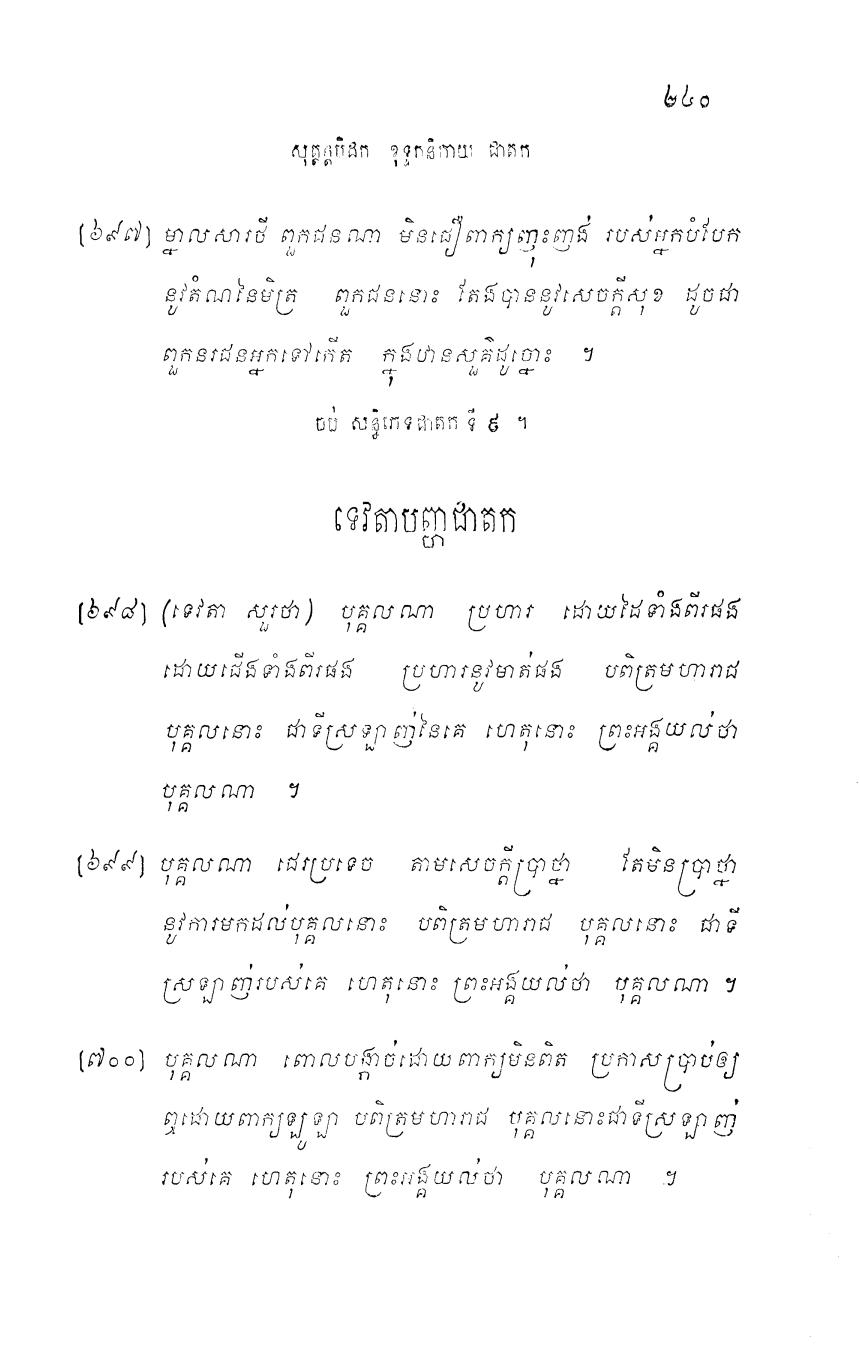 ២៤០
សុត្តន្តបិដក ខុទ្ទកនិកាយ ជាតក
[៦៩៧] ម្នាលសារថី ពួកជនណា មិនជឿពាក្យញុះញង់ របស់អ្នកបំបែក
នូវតំណនៃមិត្រ ពួកជននោះ តែងបាននូវសេចក្តីសុខ ដូចជា
ពួកនរជនអ្នកទៅកើត ក្នុងឋានសួគ៌ដូច្នោះ ។
ចប់ សន្ធិភេទជាតក ទី ៩ ។
ទេវតាបញ្ហជាតក
[៦៩៨] (ទេវតា សួរថា) បុគ្គលណា ប្រហារ ដោយដៃទាំងពីរផង
ដោយជើងទាំងពីរផង ប្រហារនូវមាត់ផង បពិត្រមហារាជ
បុគ្គលនោះ ជាទីស្រឡាញ់នៃគេ ហេតុនោះ ព្រះអង្គយល់ថា
បុគ្គលណា ។
[៦៩៩] បុគ្គលណា ជេរប្រទេច តាមសេចក្តីប្រាថ្នា តែមិនប្រាថ្នា
នូវការមកដល់បុគ្គលនោះ បពិត្រមហារាជ បុគ្គលនោះ ជាទី
ស្រឡាញ់របស់គេ ហេតុនោះ ព្រះអង្គយល់ថា បុគ្គលណា ។
[៧០០] បុគ្គលណា ពោលបង្កាច់ដោយពាក្យមិនពិត ប្រកាសប្រាប់ឲ្យ
ឮដោយពាក្យឡូឡា បពិត្រមហារាជ បុគ្គលនោះជាទីស្រឡាញ់
របស់គេ ហេតុនោះ ព្រះអង្គយល់ថា បុគ្គលណា ។